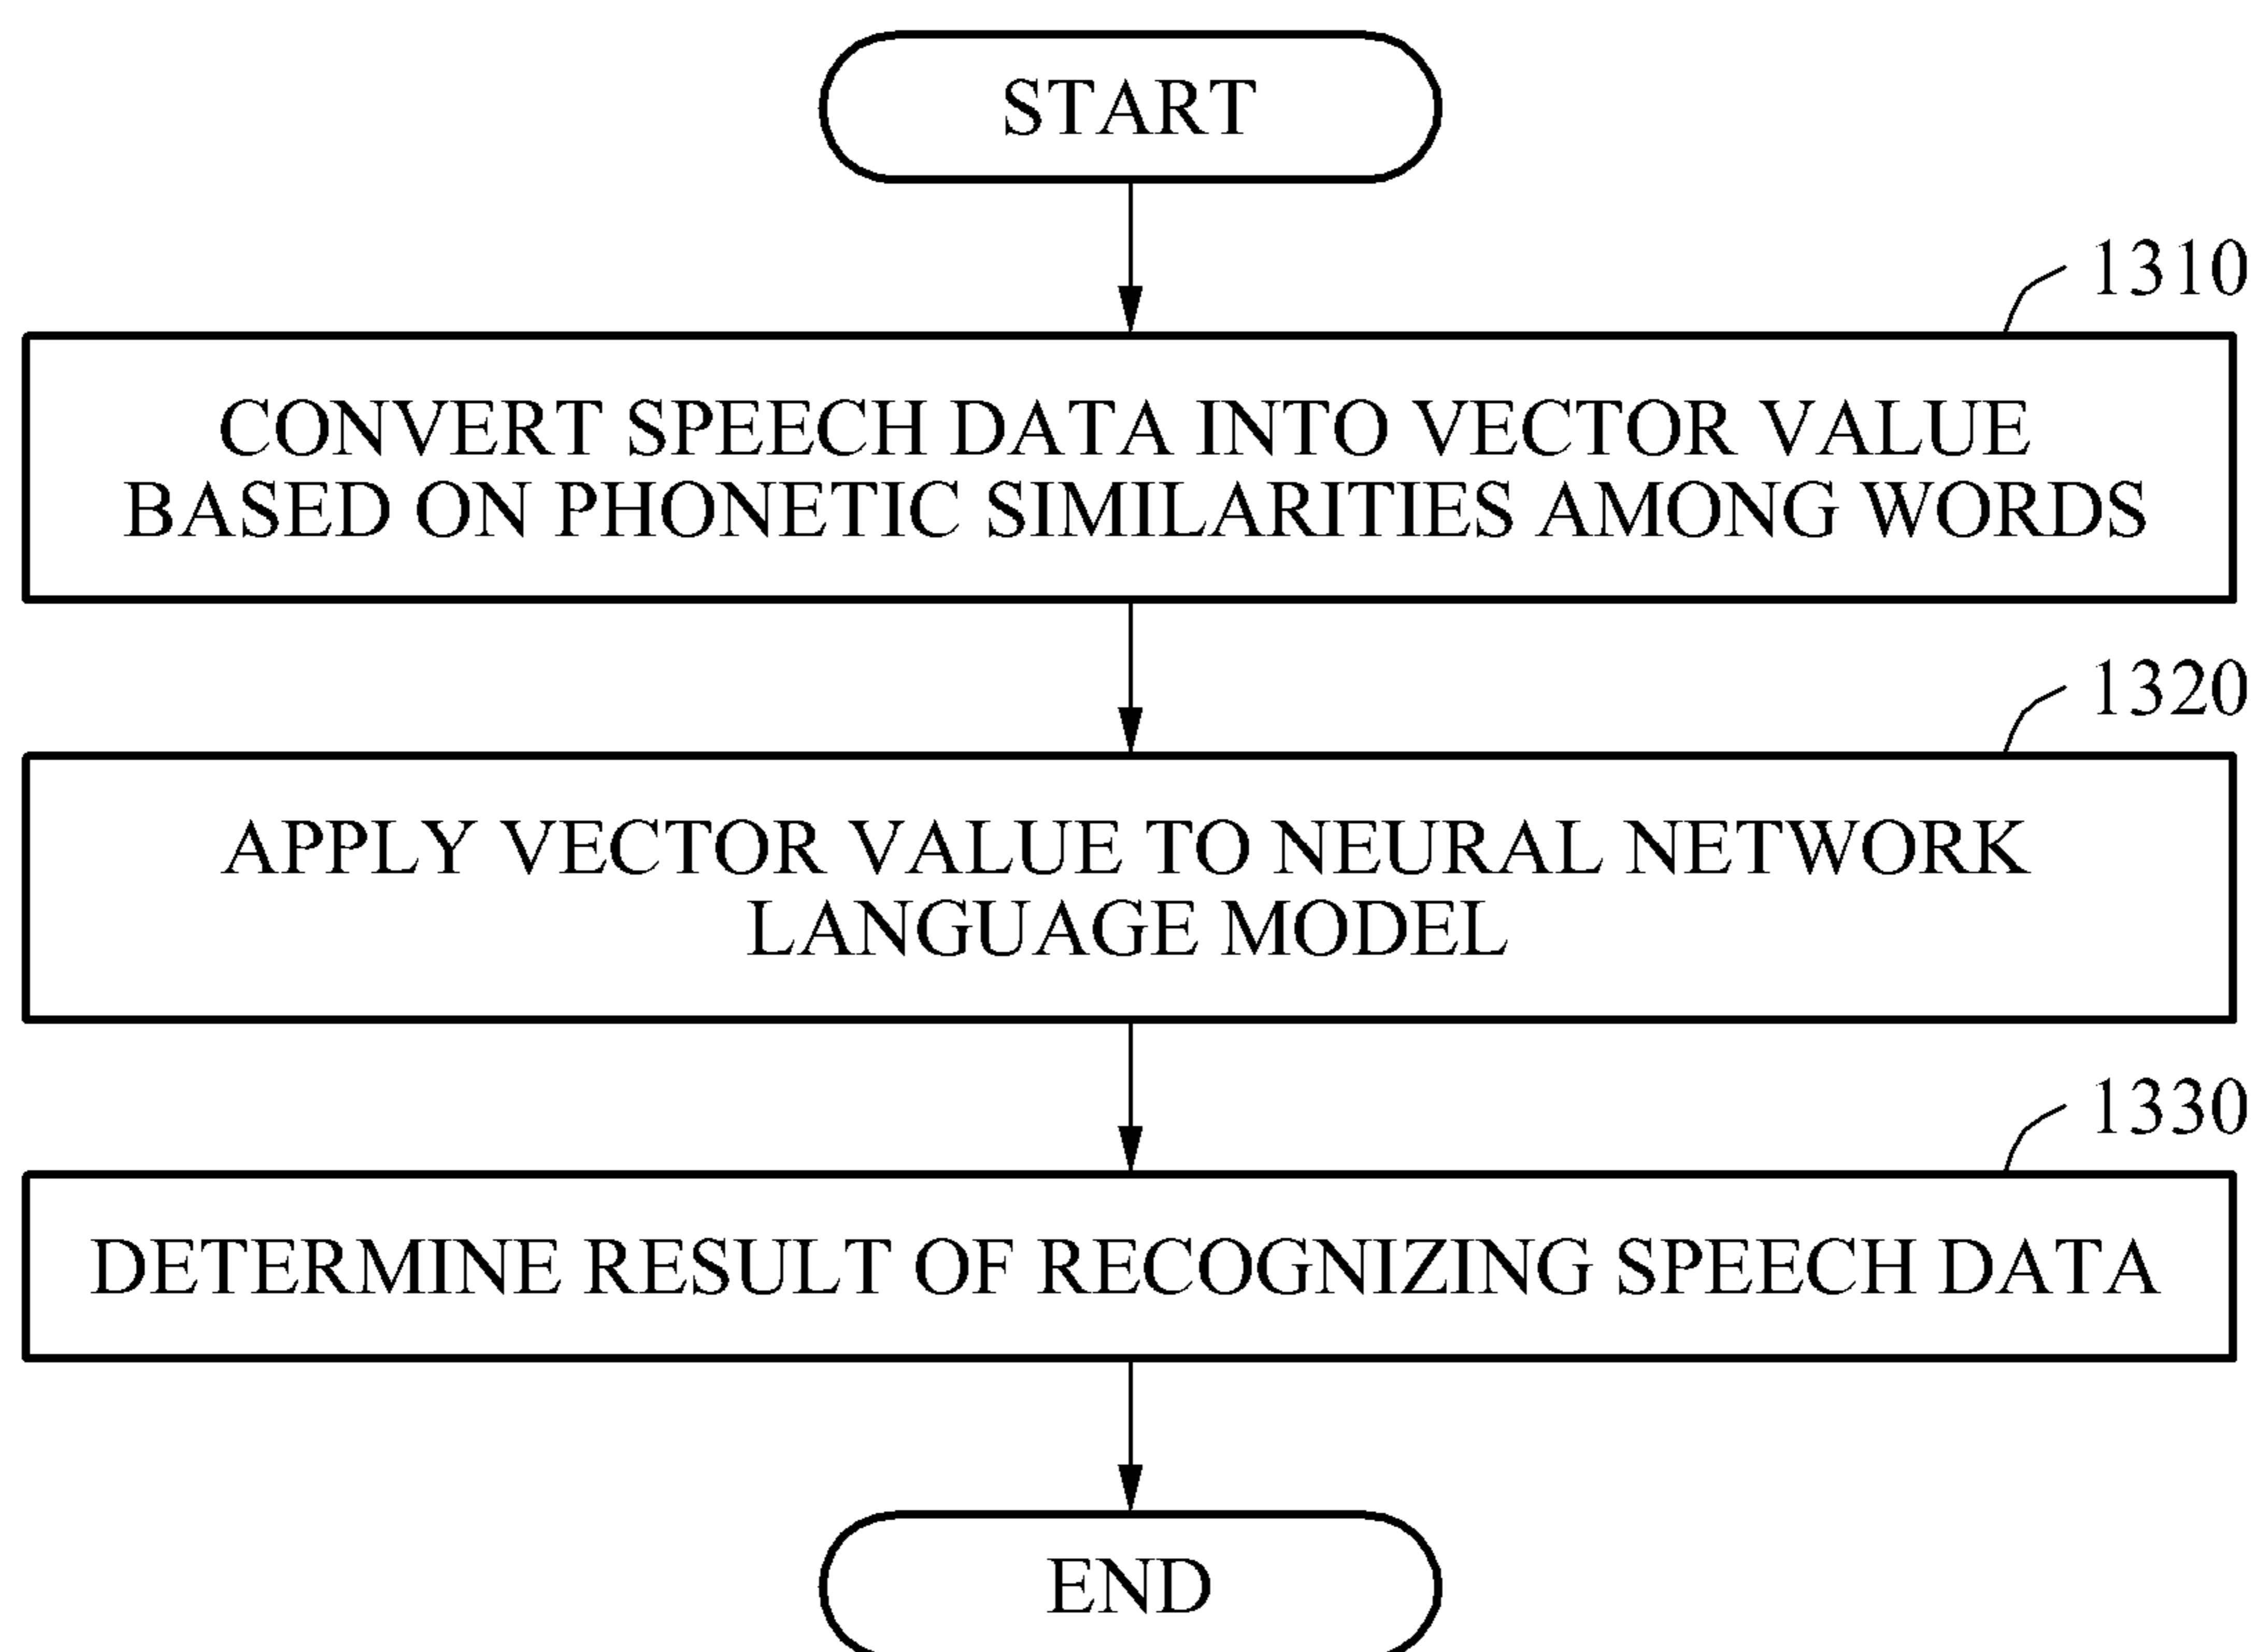 START
1310
CONVERT SPEECH DATA INTO VECTOR VALUE
BASED ON PHONETIC SIMILARITIES AMONG WORDS
1320
APPLY VECTOR VALUE TO NEURAL NETWORK
LANGUAGE MODEL
1330
DETERMINE RESULT OF RECOGNIZING SPEECH DATA
END